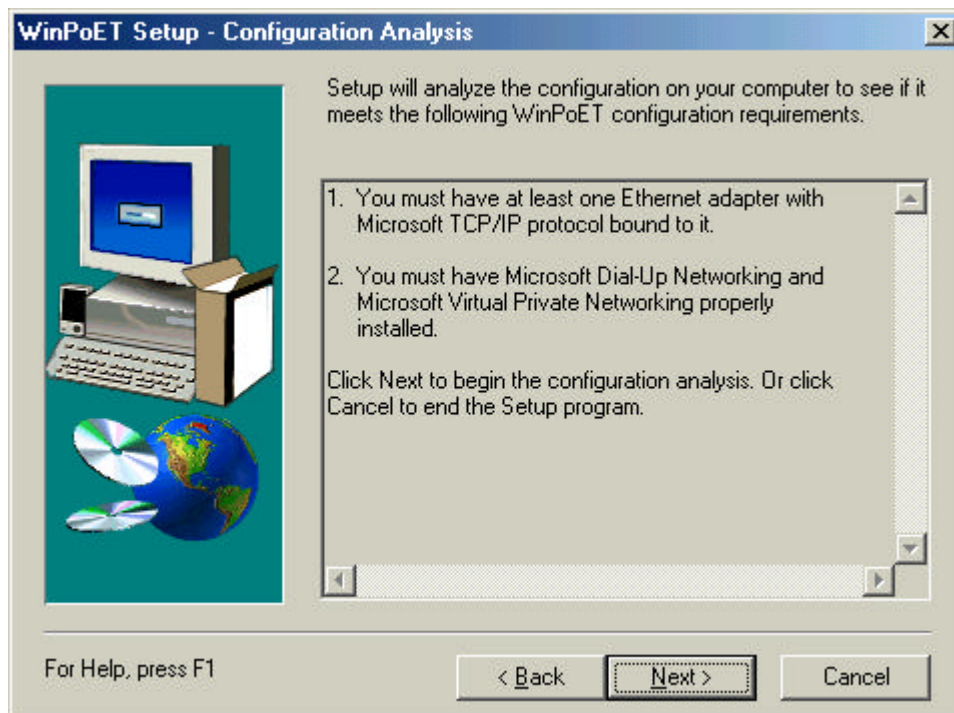 WinPoET Setup - Configuration Analysis
Setup will analyze the configuration on your computer to see if it
meets the following WinPoET configuration requirements.
1. You must have at least one Ethernet adapter with
Microsoft TCP/IP protocol bound to it.
2. You must have Microsoft Dial-Up Networking and
Microsoft Virtual Private Networking properly
installed.
Click Next to begin the configuration analysis. Or click
Cancel to end the Setup program.
For Help, press F1
< Back
Next >
Cancel